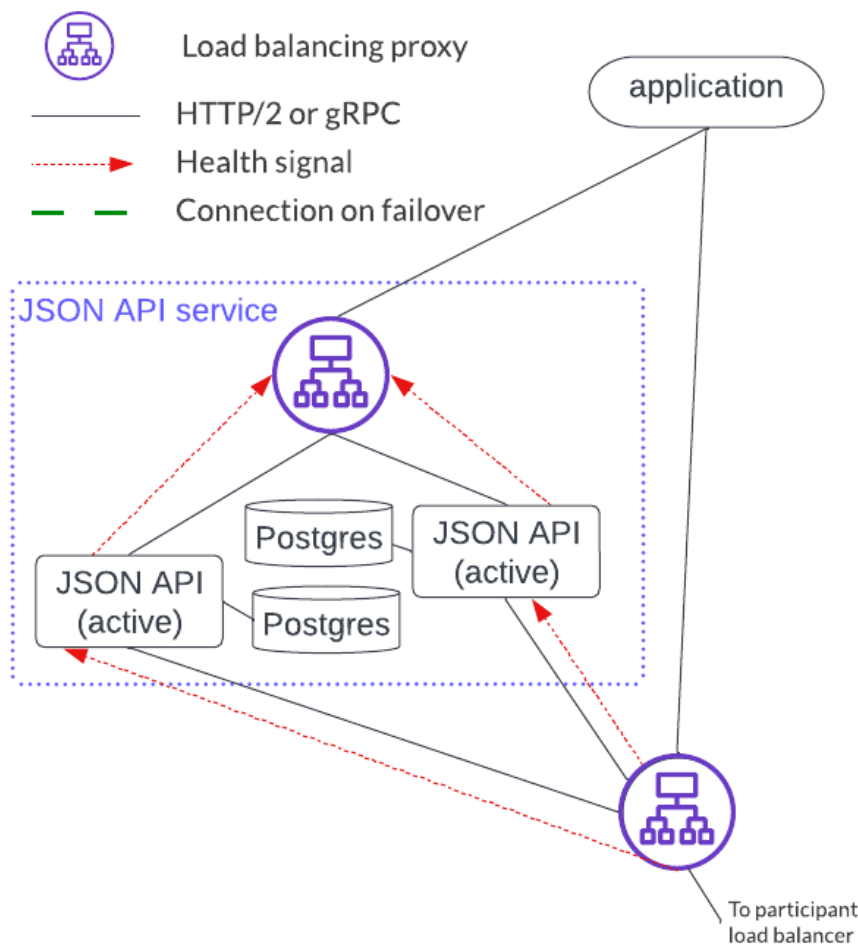 Load balancing proxy
application
HTTP/2 or gRPC
Health signal
Connection on failover
JSON API service
Postgres
JSON API
(active)
JSON API
(active)
Postgres
To participant
load balancer